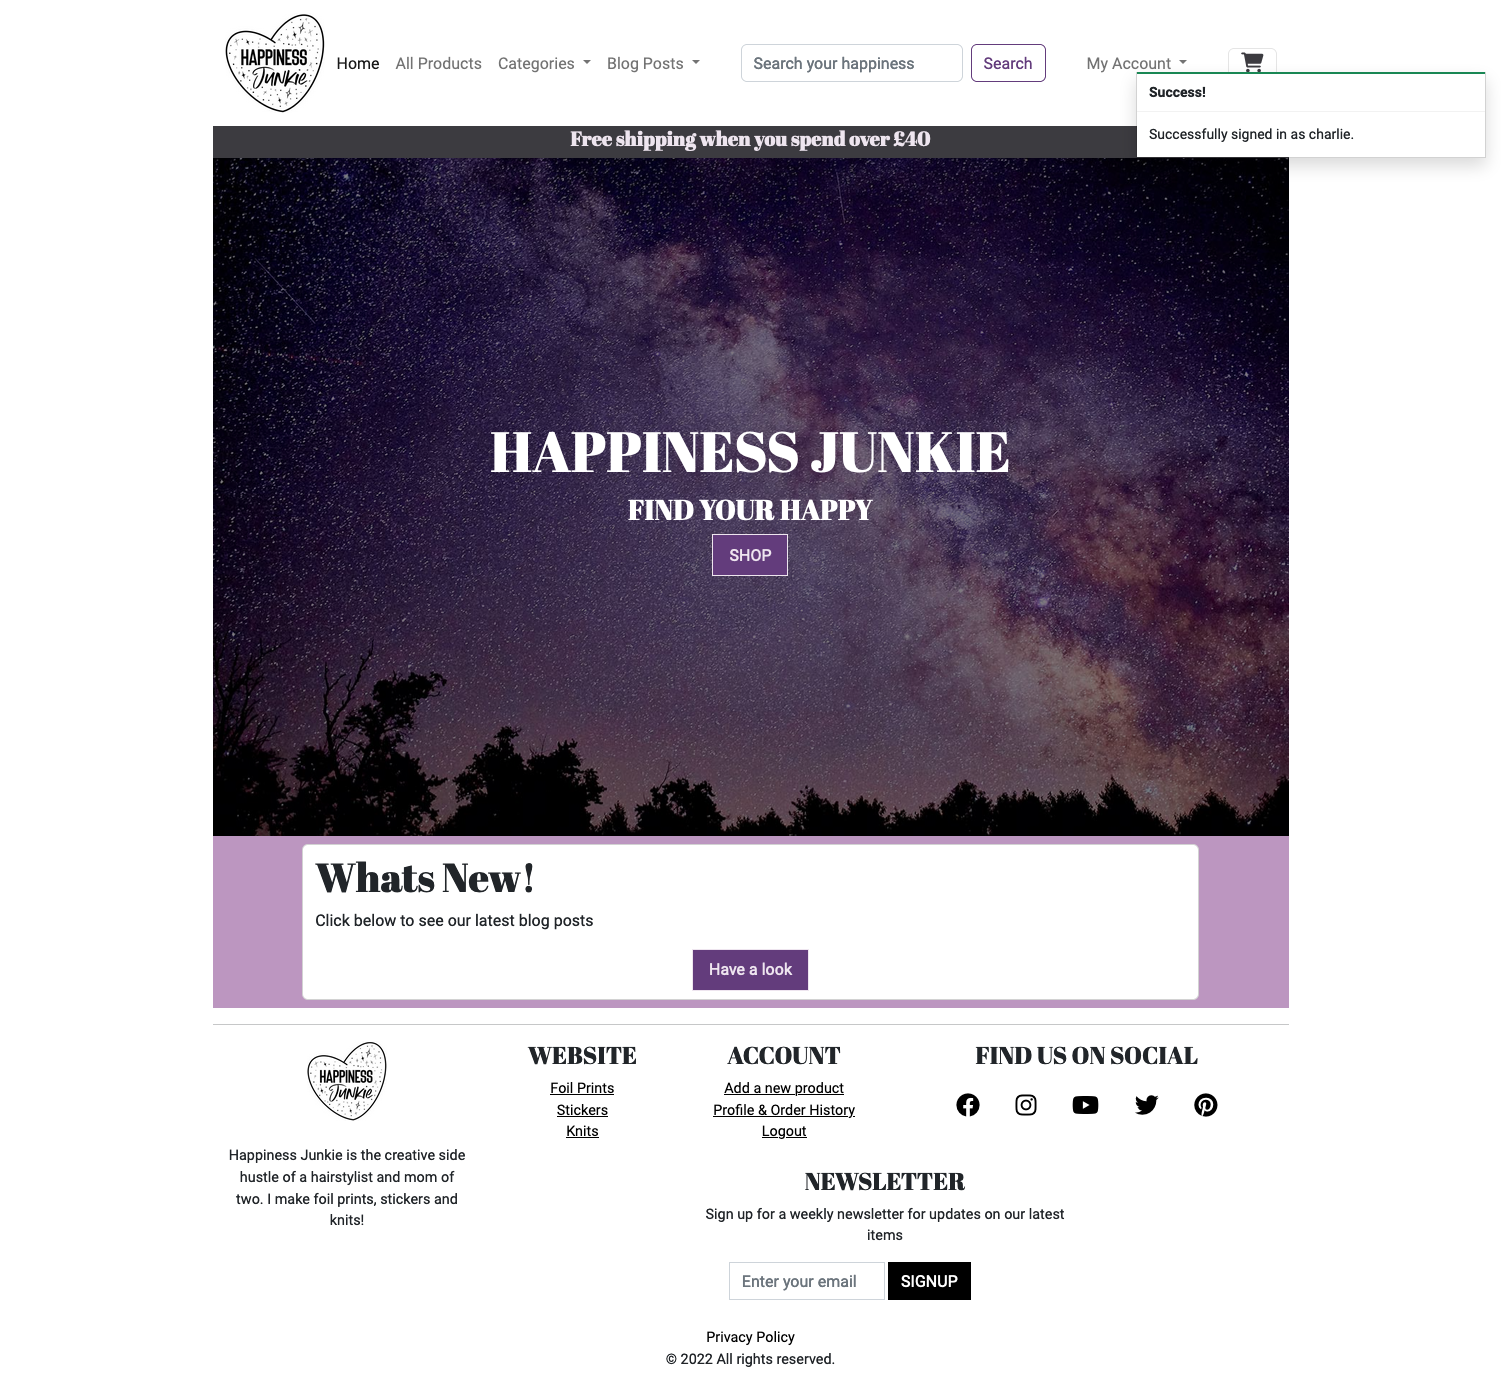 HAPPINESS
Junkie
Home
All Products
Categories
Blog Posts
Search your happiness
Search
My Account
Success!
Successfully signed in as charlie.
Free shipping when you spend over £40
HAPPINESS JUNKIE
FIND YOUR HAPPY
SHOP
Whats New!
Click below to see our latest blog posts
Have a look
HAPPINESS
Junkie
Happiness Junkie is the creative side
hustle of a hairstylist and mom of
two. I make foil prints, stickers and
knits!
WEBSITE
Foil Prints
Stickers
Knits
ACCOUNT
Add a new product
Profile & Order History
Logout
FIND US ON SOCIAL
NEWSLETTER
Sign up for a weekly newsletter for updates on our latest
items
Enter your email
SIGNUP
Privacy Policy
© 2022 All rights reserved.